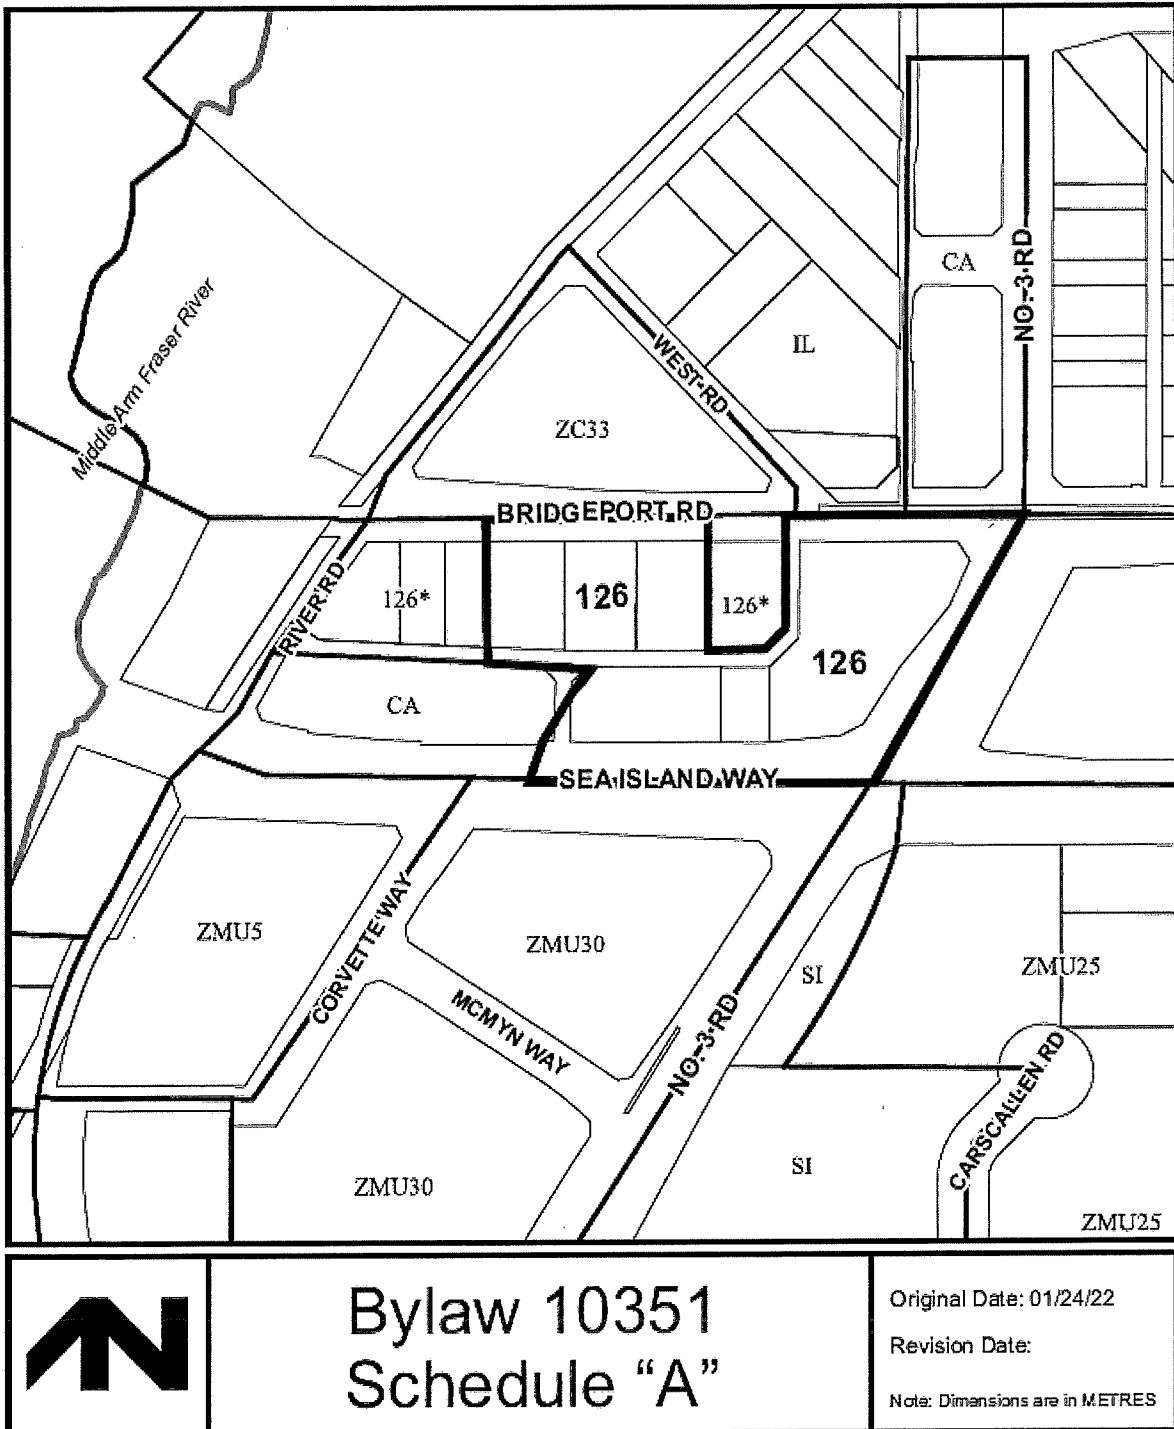 CA
NO. 3 RD
Middle Arm Fraser River
IL
WEST RD
ZC33
BRIDGEPORT RD
RIVER RD
126*
126
126*
126
CA
SEA ISLAND WAY
ZMU5
CORVETTE WAY
ZMU30
SI
ZMU25
MCMYN WAY
NO. 3 RD
CARSCALLEN RD
SI
ZMU30
ZMU25
Bylaw 10351
Schedule “A”
Original Date: 01/24/22
Revision Date:
Note: Dimensions are in METRES